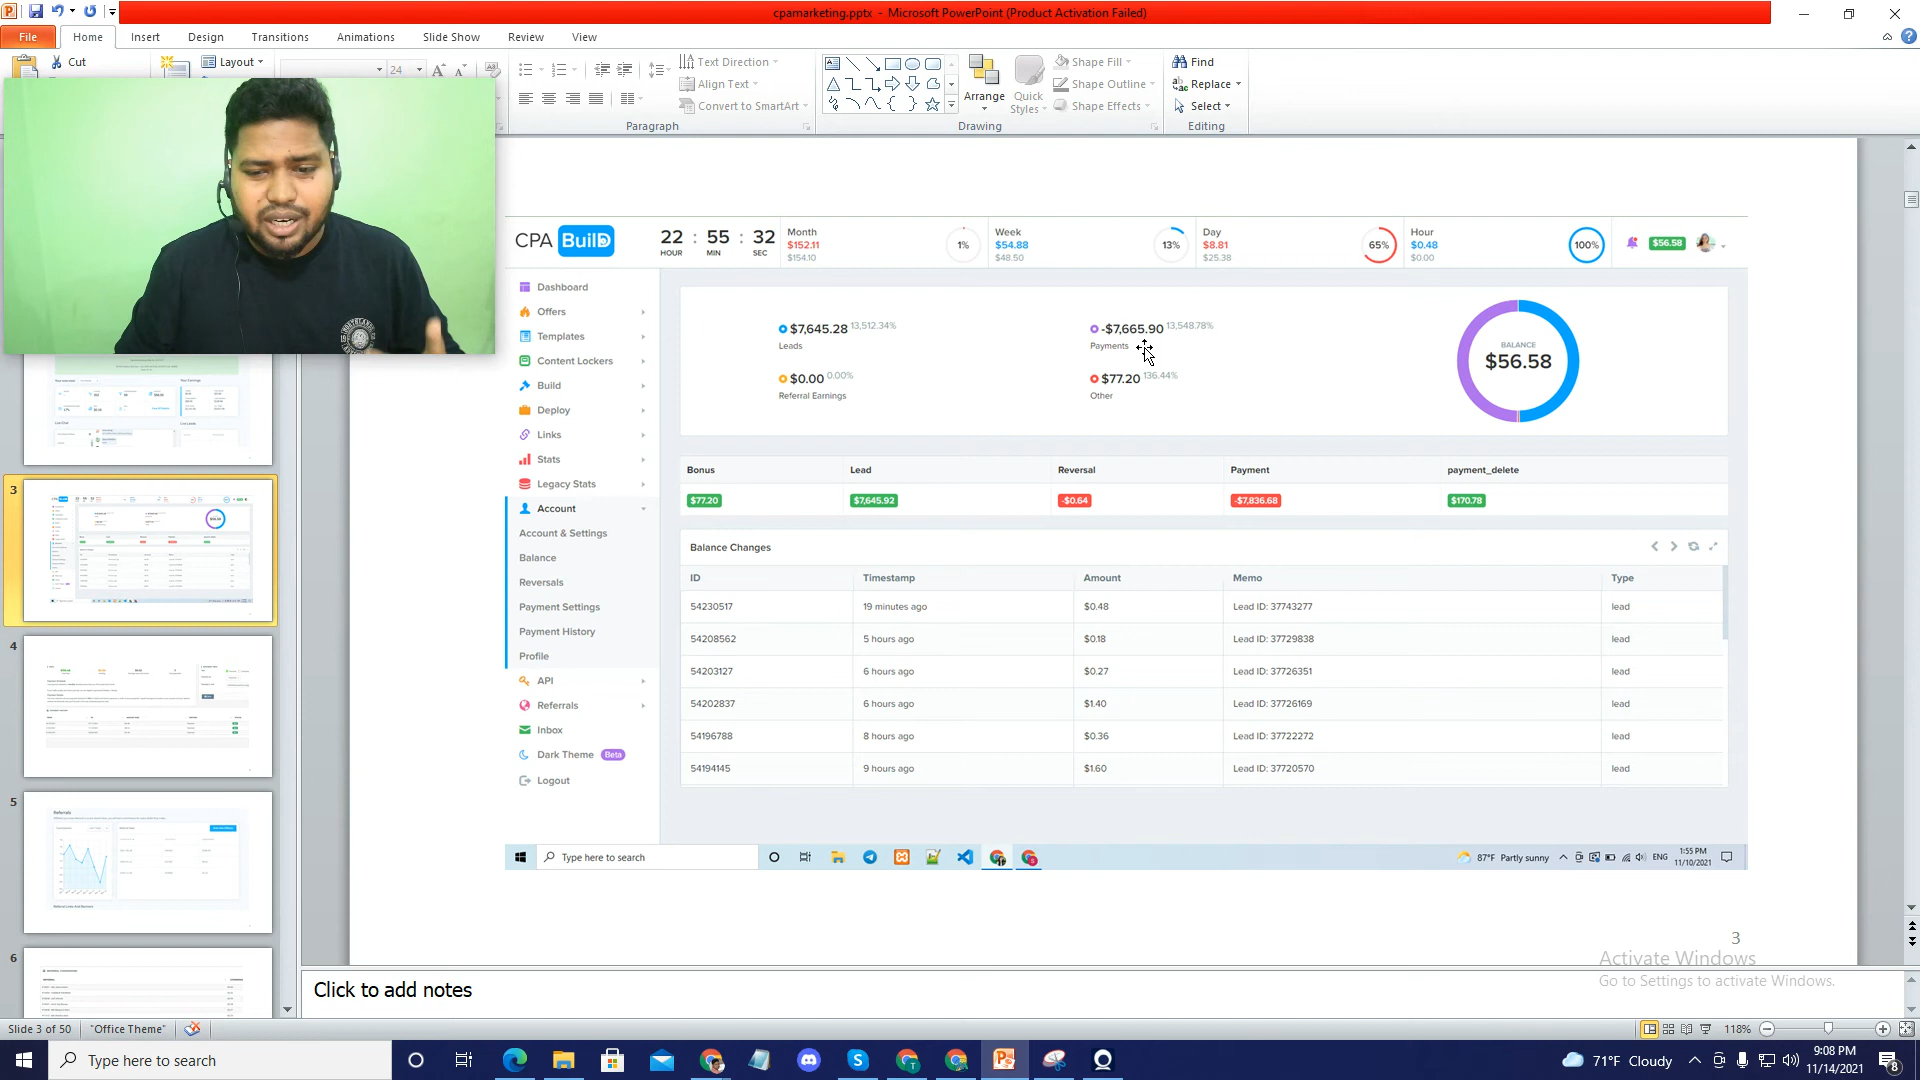 cpamarketing.pptx - Microsoft PowerPoint (Product Activation Failed)
File Home Insert Design Transitions Animations Slide Show Review View
Cut
Layout
24
Text Direction
Align Text
Convert to SmartArt
Paragraph
Arrange
Quick Styles
Shape Fill
Shape Outline
Shape Effects
Drawing
Find
Replace
Select
Editing
CPA BuilD
22 : 55 : 32
HOUR MIN SEC
Month
$152.11
$154.10
1%
Week
$54.88
$48.50
13%
Day
$8.81
$25.38
65%
Hour
$0.48
$0.00
100%
$56.58
Dashboard
Offers
Templates
Content Lockers
Build
Deploy
Links
Stats
Legacy Stats
Account
Account & Settings
Balance
Reversals
Payment Settings
Payment History
Profile
API
Referrals
Inbox
Dark Theme Beta
Logout
$7,645.28 13,512.34%
Leads
-$7,665.90 13,548.78%
Payments
$0.00 0.00%
Referral Earnings
$77.20 136.44%
Other
BALANCE
$56.58
Bonus Lead Reversal Payment payment_delete
$77.20 $7,645.92 -$0.64 -$7,836.68 $170.78
Balance Changes
ID Timestamp Amount Memo Type
54230517 19 minutes ago $0.48 Lead ID: 37743277 lead
54208562 5 hours ago $0.18 Lead ID: 37729838 lead
54203127 6 hours ago $0.27 Lead ID: 37726351 lead
54202837 6 hours ago $1.40 Lead ID: 37726169 lead
54196788 8 hours ago $0.36 Lead ID: 37722272 lead
54194145 9 hours ago $1.60 Lead ID: 37720570 lead
Type here to search
87°F Partly sunny
ENG
1:55 PM
11/10/2021
3
3
4
5
Referrals
6
Activate Windows
Go to Settings to activate Windows.
Click to add notes
Slide 3 of 50 "Office Theme"
118%
Type here to search
71°F Cloudy
9:08 PM
11/14/2021
8